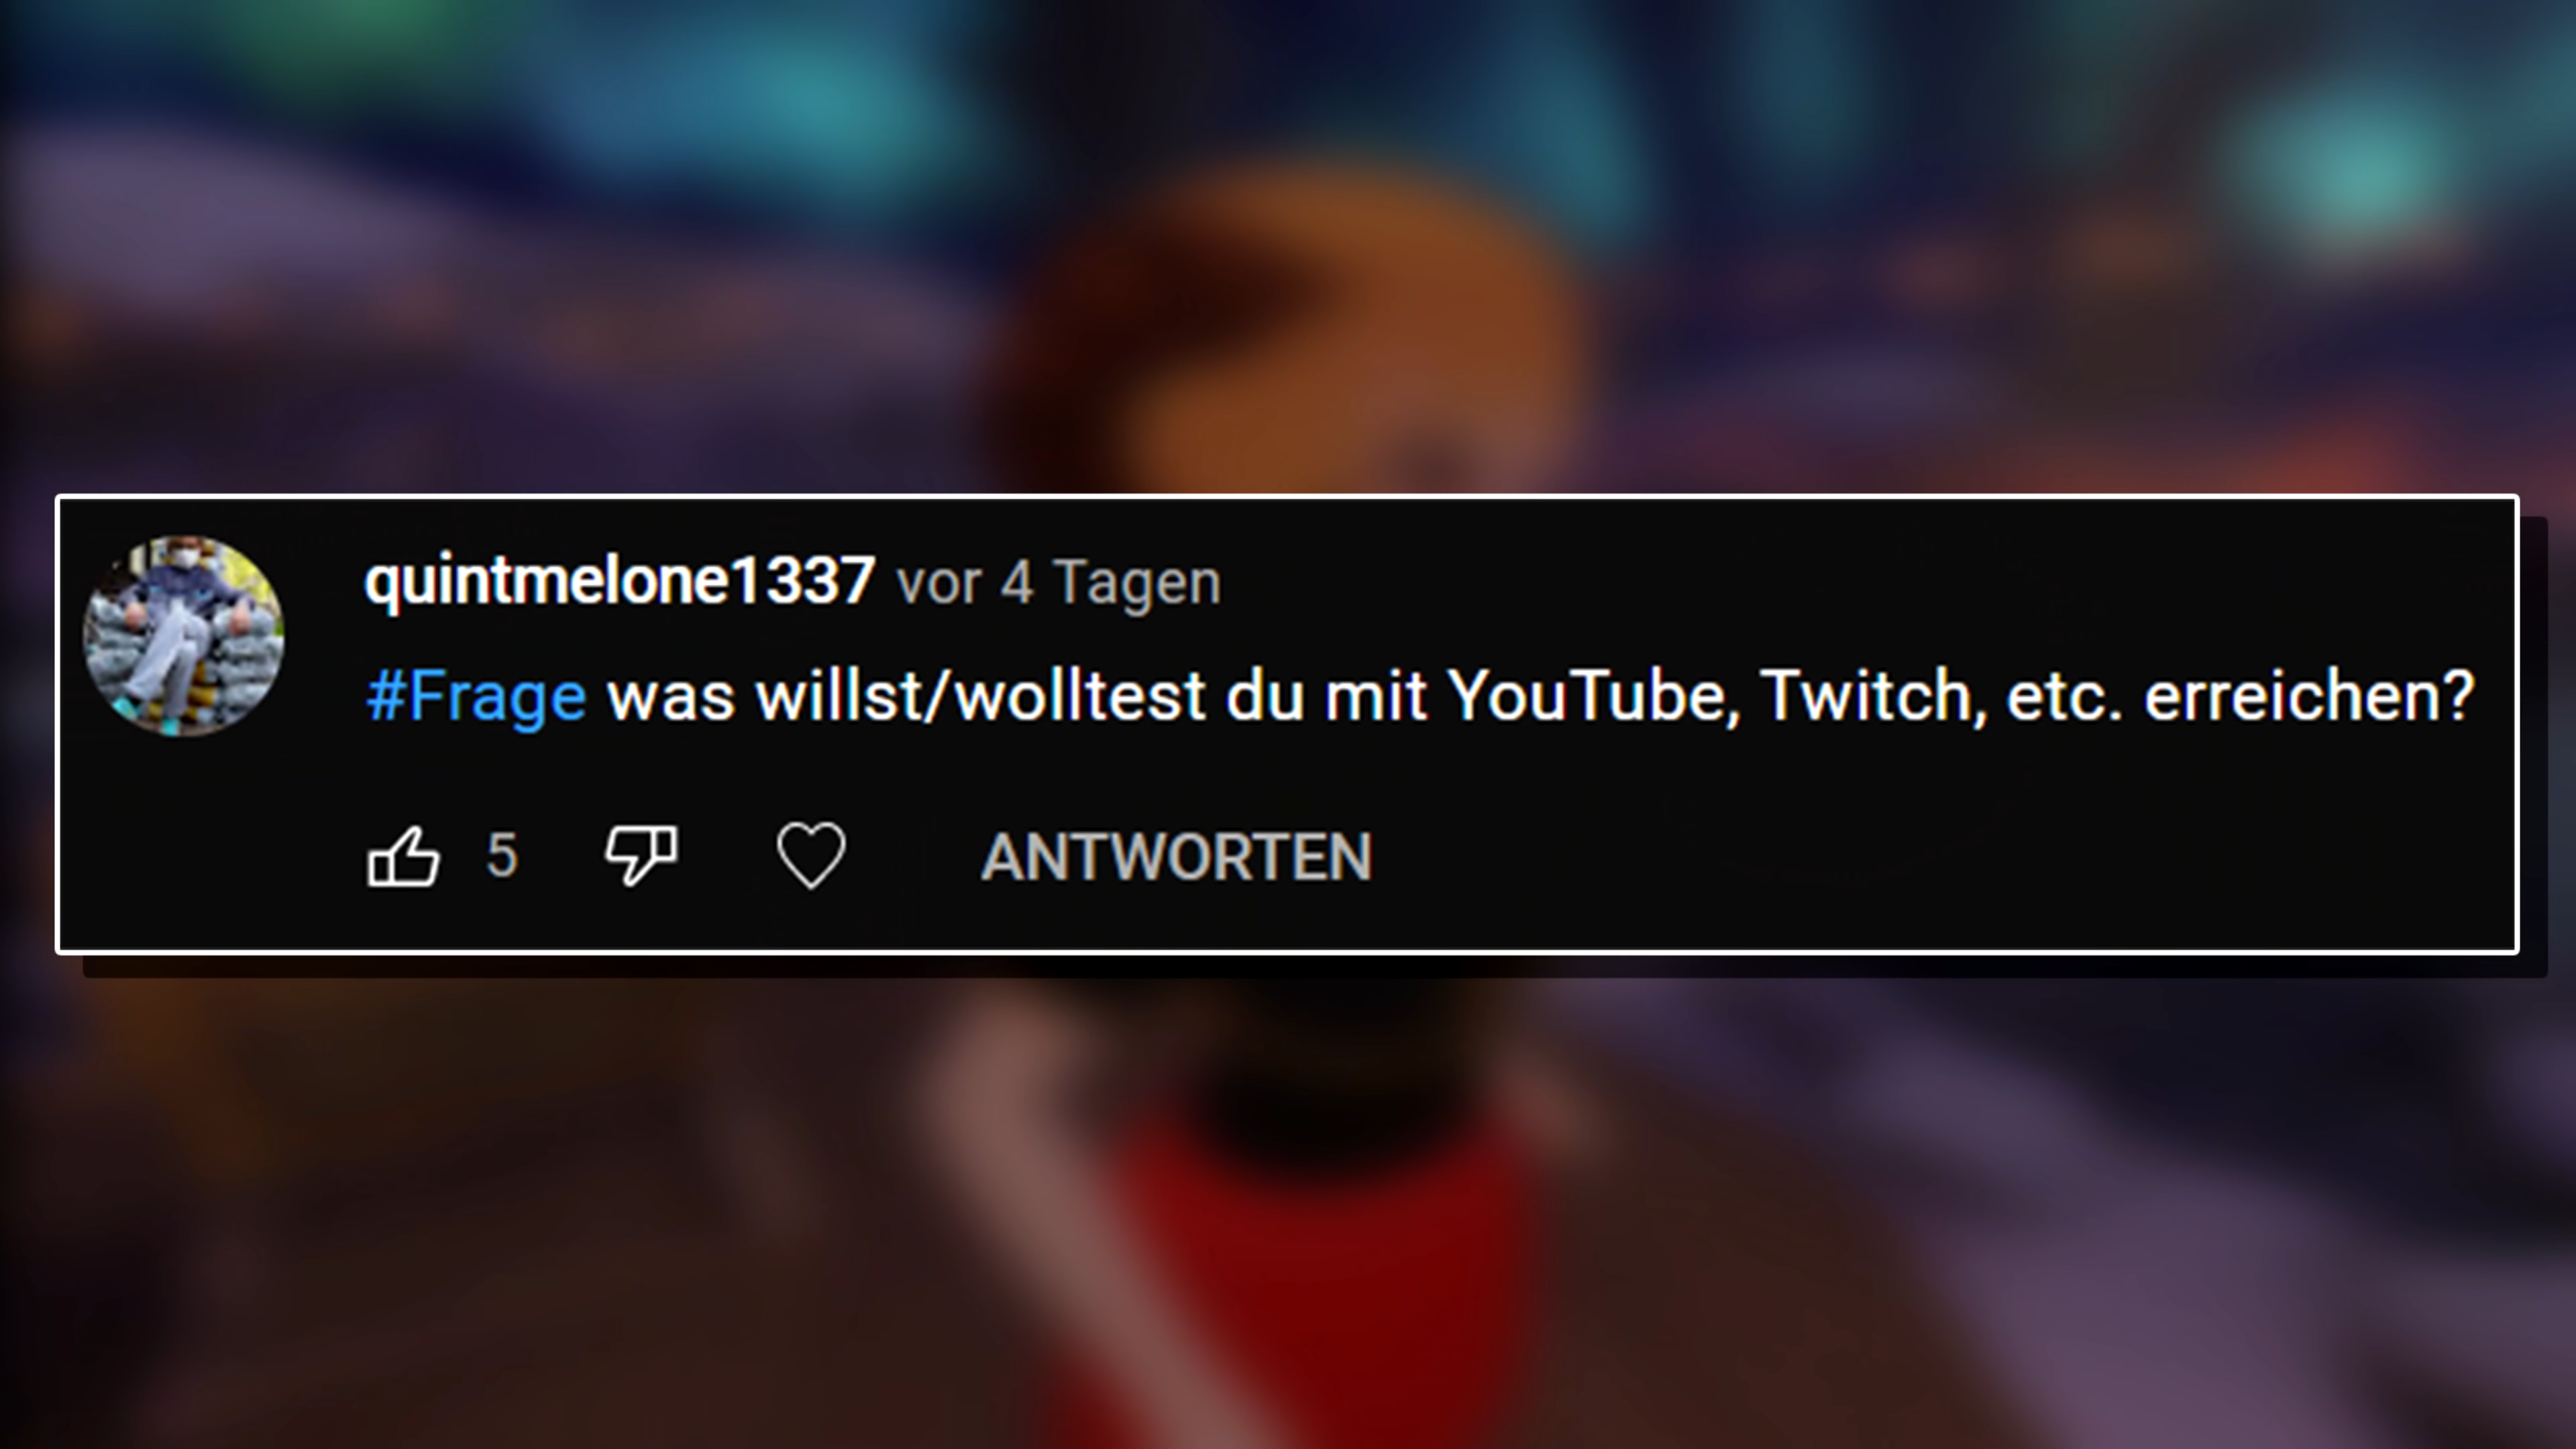 quintmelone1337 vor 4 Tagen
#Frage was willst/wolltest du mit YouTube, Twitch, etc. erreichen?
5 ANTWORTEN